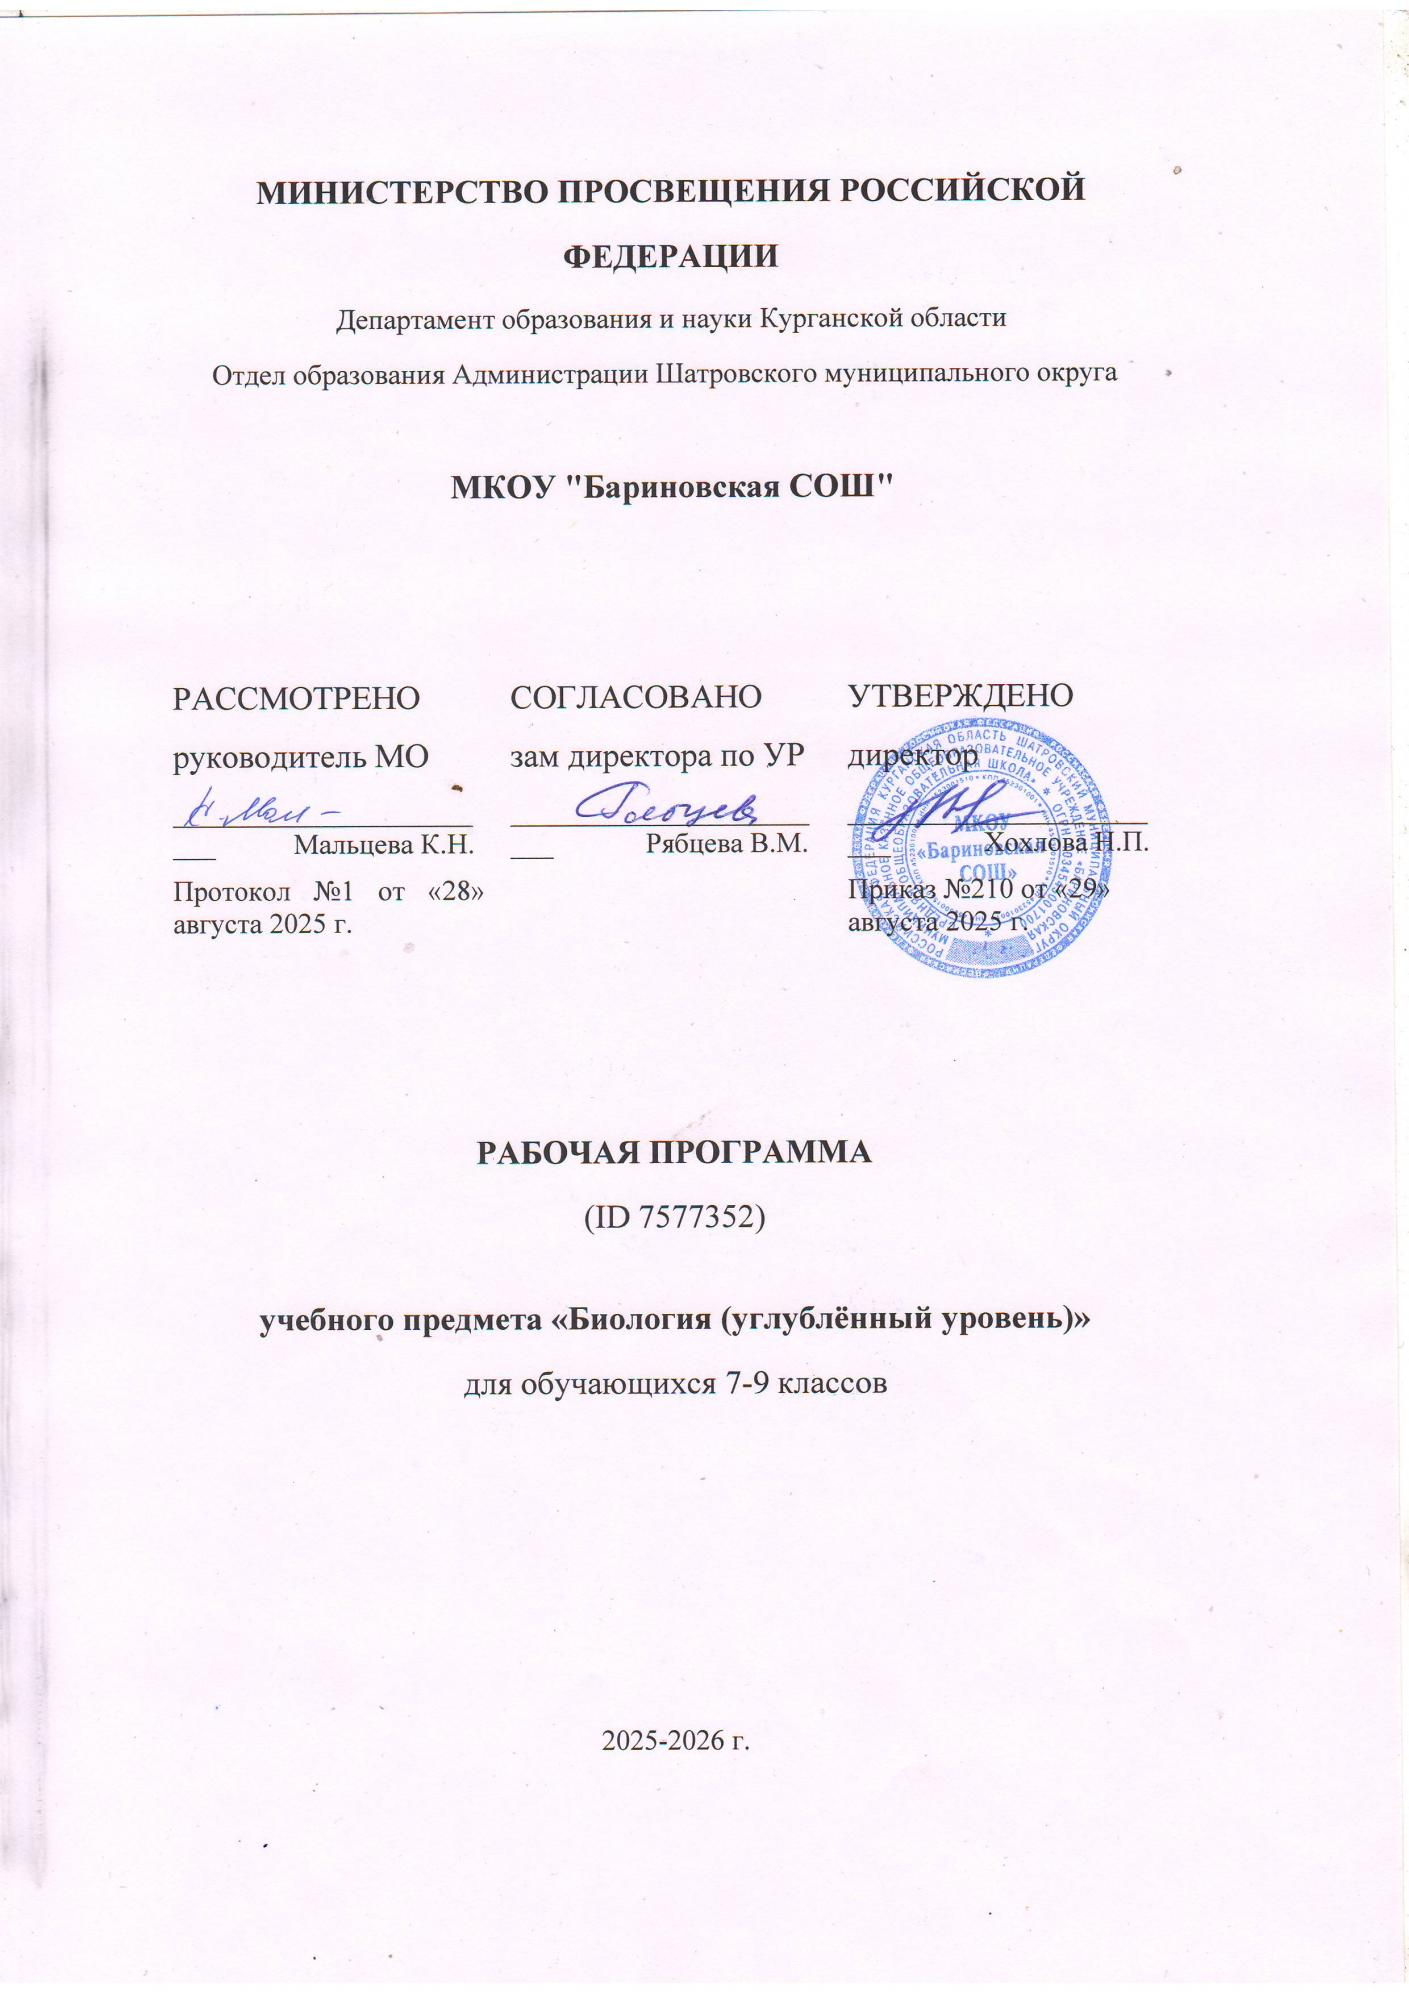 МИНИСТЕРСТВО ПРОСВЕЩЕНИЯ РОССИЙСКОЙ
ФЕДЕРАЦИИ
Департамент образования и науки Курганской области
Отдел образования Администрации Шатровского муниципального округа
МКОУ "Бариновская СОШ"
РАССМОТРЕНО
руководитель МО
Мальцева К.Н.
Протокол №1 от «28»
августа 2025 г.
СОГЛАСОВАНО
зам директора по УР
Рябцева В.М.
УТВЕРЖДЕНО
директор
Хохлова Н.П.
Приказ №210 от «29»
августа 2025 г.
МКОУ
«Бариновская
СОШ»
РАБОЧАЯ ПРОГРАММА
(ID 7577352)
учебного предмета «Биология (углублённый уровень)»
для обучающихся 7-9 классов
2025-2026 г.